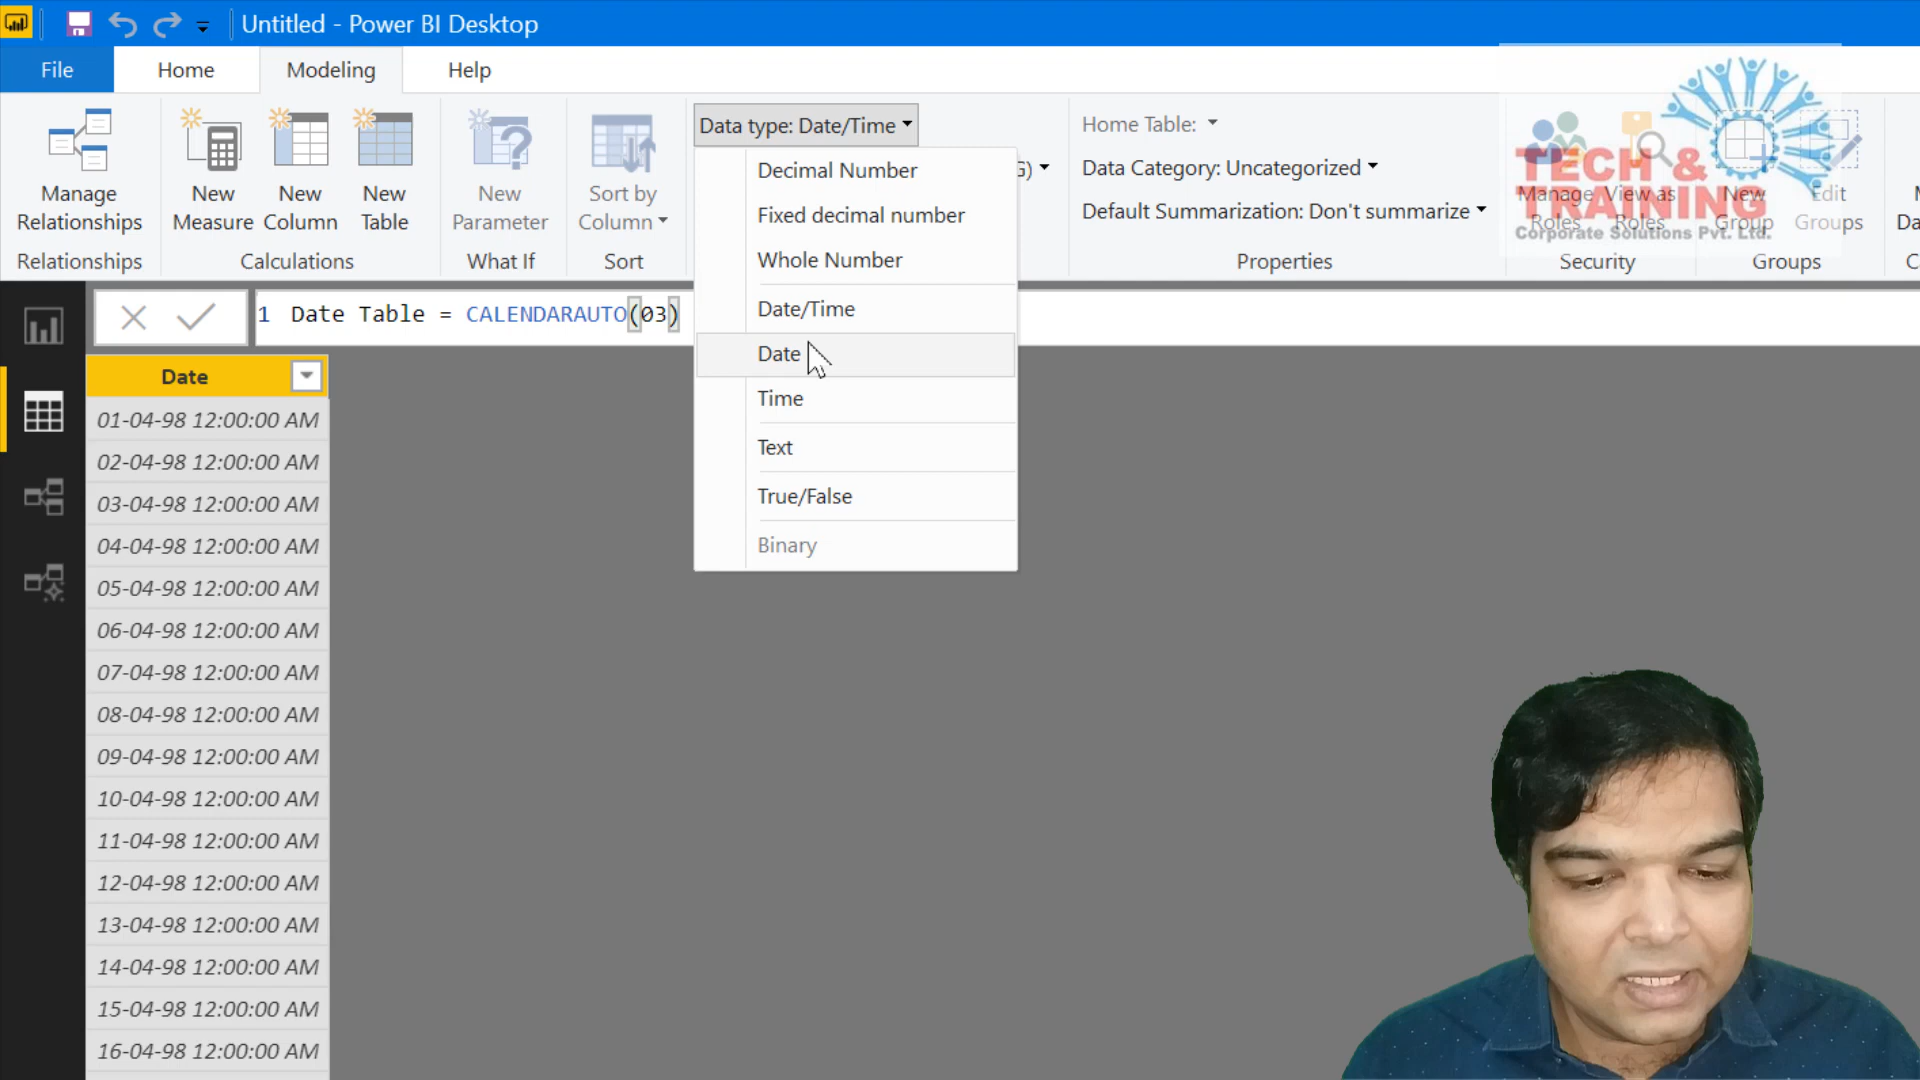 Untitled - Power BI Desktop
File
Home
Modeling
Help
Manage
Relationships
New
Measure
New
Column
New
Table
New
Parameter
Sort by
Column
Data type: Date/Time
Home Table:
Data Category: Uncategorized
Default Summarization: Don't summarize
Manage
Roles
View as
Roles
New
Group
Edit
Groups
TECH &
TRAINING
Corporate Solutions Pvt. Ltd.
Relationships
Calculations
What If
Sort
Properties
Security
Groups
Decimal Number
Fixed decimal number
Whole Number
Date/Time
Date
Time
Text
True/False
Binary
1 Date Table = CALENDARAUTO(03)
Date
01-04-98 12:00:00 AM
02-04-98 12:00:00 AM
03-04-98 12:00:00 AM
04-04-98 12:00:00 AM
05-04-98 12:00:00 AM
06-04-98 12:00:00 AM
07-04-98 12:00:00 AM
08-04-98 12:00:00 AM
09-04-98 12:00:00 AM
10-04-98 12:00:00 AM
11-04-98 12:00:00 AM
12-04-98 12:00:00 AM
13-04-98 12:00:00 AM
14-04-98 12:00:00 AM
15-04-98 12:00:00 AM
16-04-98 12:00:00 AM